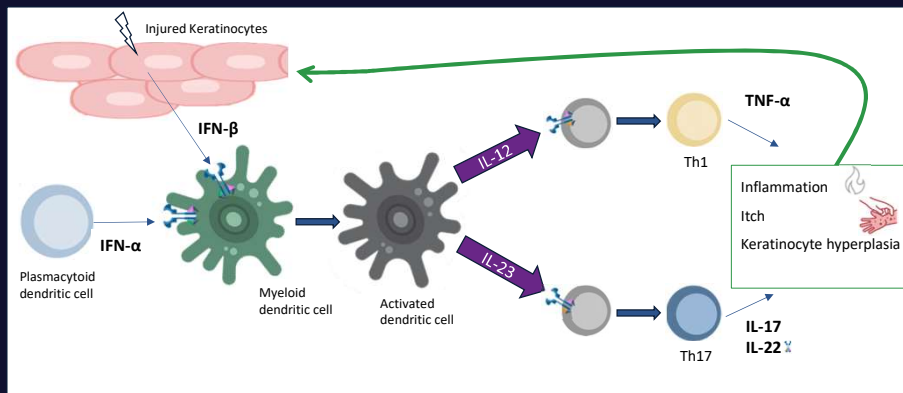 Injured Keratinocytes
IFN-β
IFN-α
Plasmacytoid
dendritic cell
Myeloid
dendritic cell
Activated
dendritic cell
IL-12
IL-23
Th1
TNF-α
Th17
IL-17
IL-22
Inflammation
Itch
Keratinocyte hyperplasia